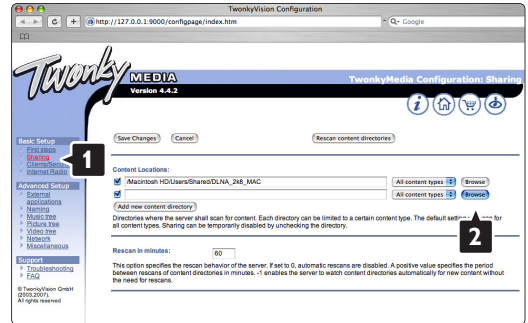 TwonkyVision Configuration
http://127.0.0.1:9000/configpage/index.htm
Q- Google
Twonky
MEDIA
Version 4.4.2
TwonkyMedia Configuration: Sharing
Basic Setup
First steps
Sharing
Clients/Security
Internet Radio
Advanced Setup
External
applications
Naming
Music tree
Picture tree
Video tree
Network
Miscellaneous
Support
Troubleshooting
FAQ
© TwonkyVision GmbH
(2003,2007).
All rights reserved
1
Save Changes
Cancel
Rescan content directories
Content Locations:
/Macintosh HD/Users/Shared/DLNA_2k8_MAC
All content types
Browse
All content types
Browse
Add new content directory
2
Directories where the server shall scan for content. Each directory can be limited to a certain content type. The default setting
all content types. Sharing can be temporarily disabled by unchecking the directory.
Rescan in minutes:
60
This option specifies the rescan behavior of the server. If set to 0, automatic rescans are disabled. A positive value specifies the period
between rescans of content directories in minutes. -1 enables the server to watch content directories automatically for new content without
the need for rescans.